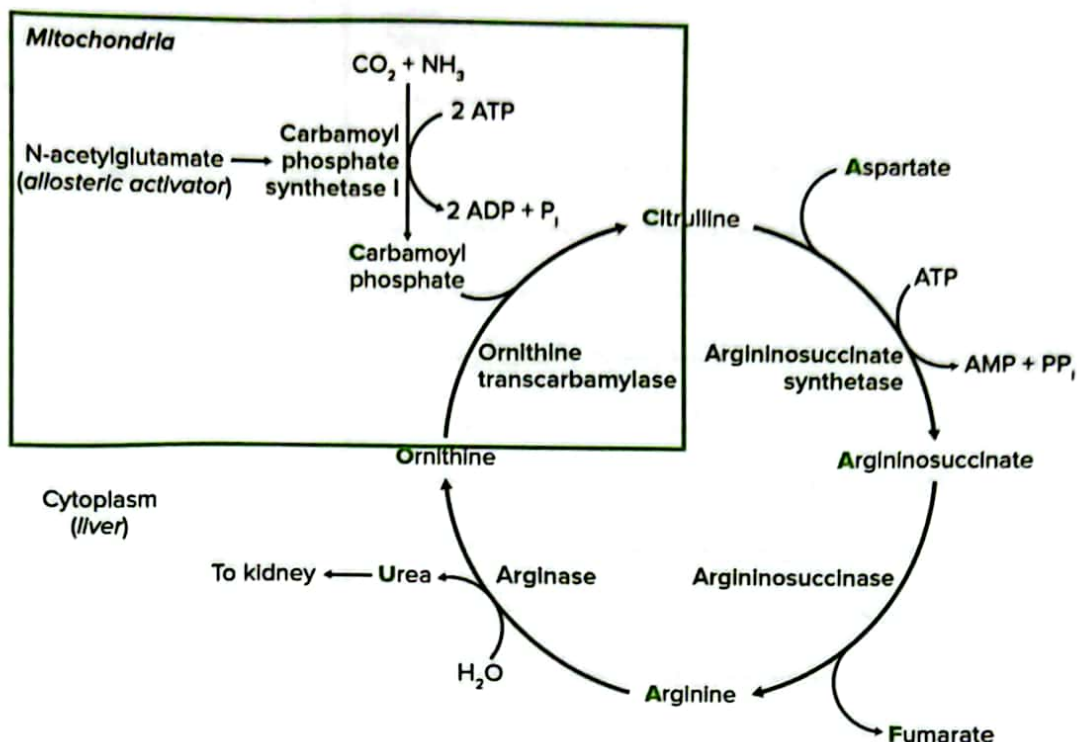 Mitochondria
CO₂ + NH₃
2 ATP
Carbamoyl
phosphate
synthetase I
N-acetylglutamate
(allosteric activator)
2 ADP + Pᵢ
Carbamoyl
phosphate
Citrulline
Aspartate
ATP
Ornithine
transcarbamylase
Argininosuccinate
synthetase
AMP + PPᵢ
Ornithine
Argininosuccinate
Cytoplasm
(liver)
To kidney
Urea
Arginase
Argininosuccinase
H₂O
Arginine
Fumarate